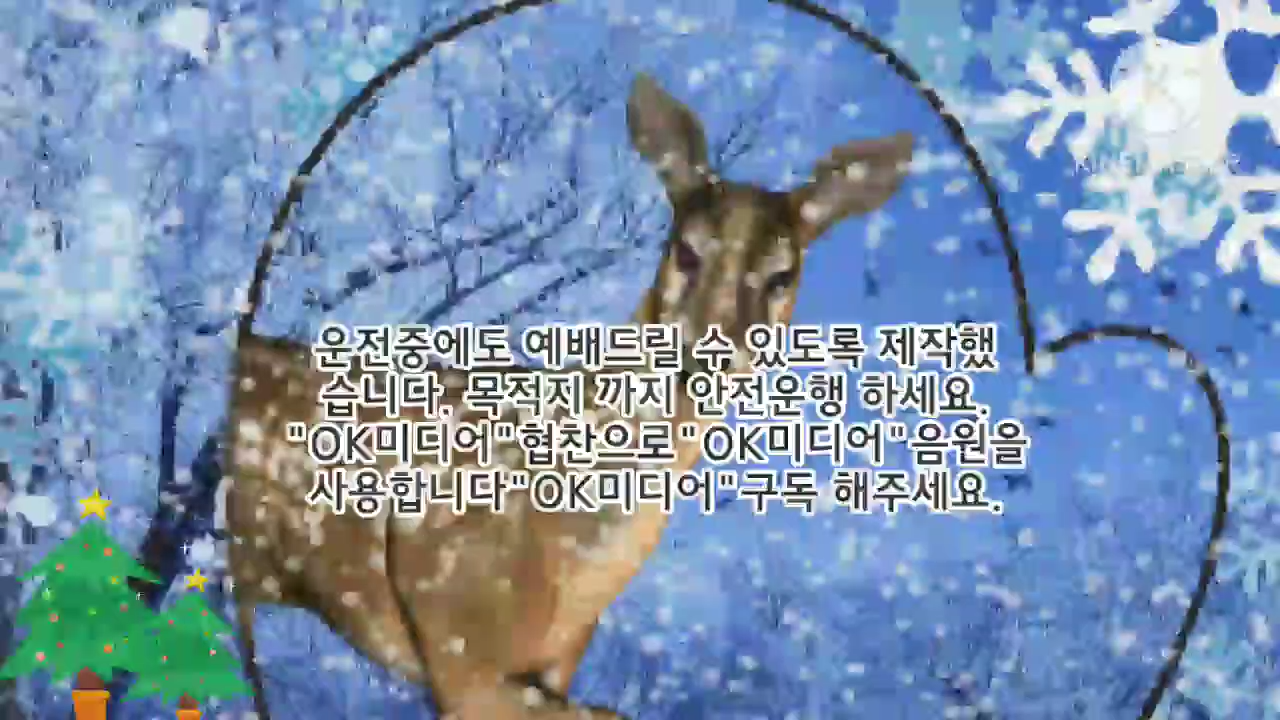 운전중에도 예배드릴 수 있도록 제작했
습니다. 목적지 까지 안전운행 하세요.
"OK미디어"협찬으로"OK미디어"음원을
사용합니다"OK미디어"구독 해주세요.